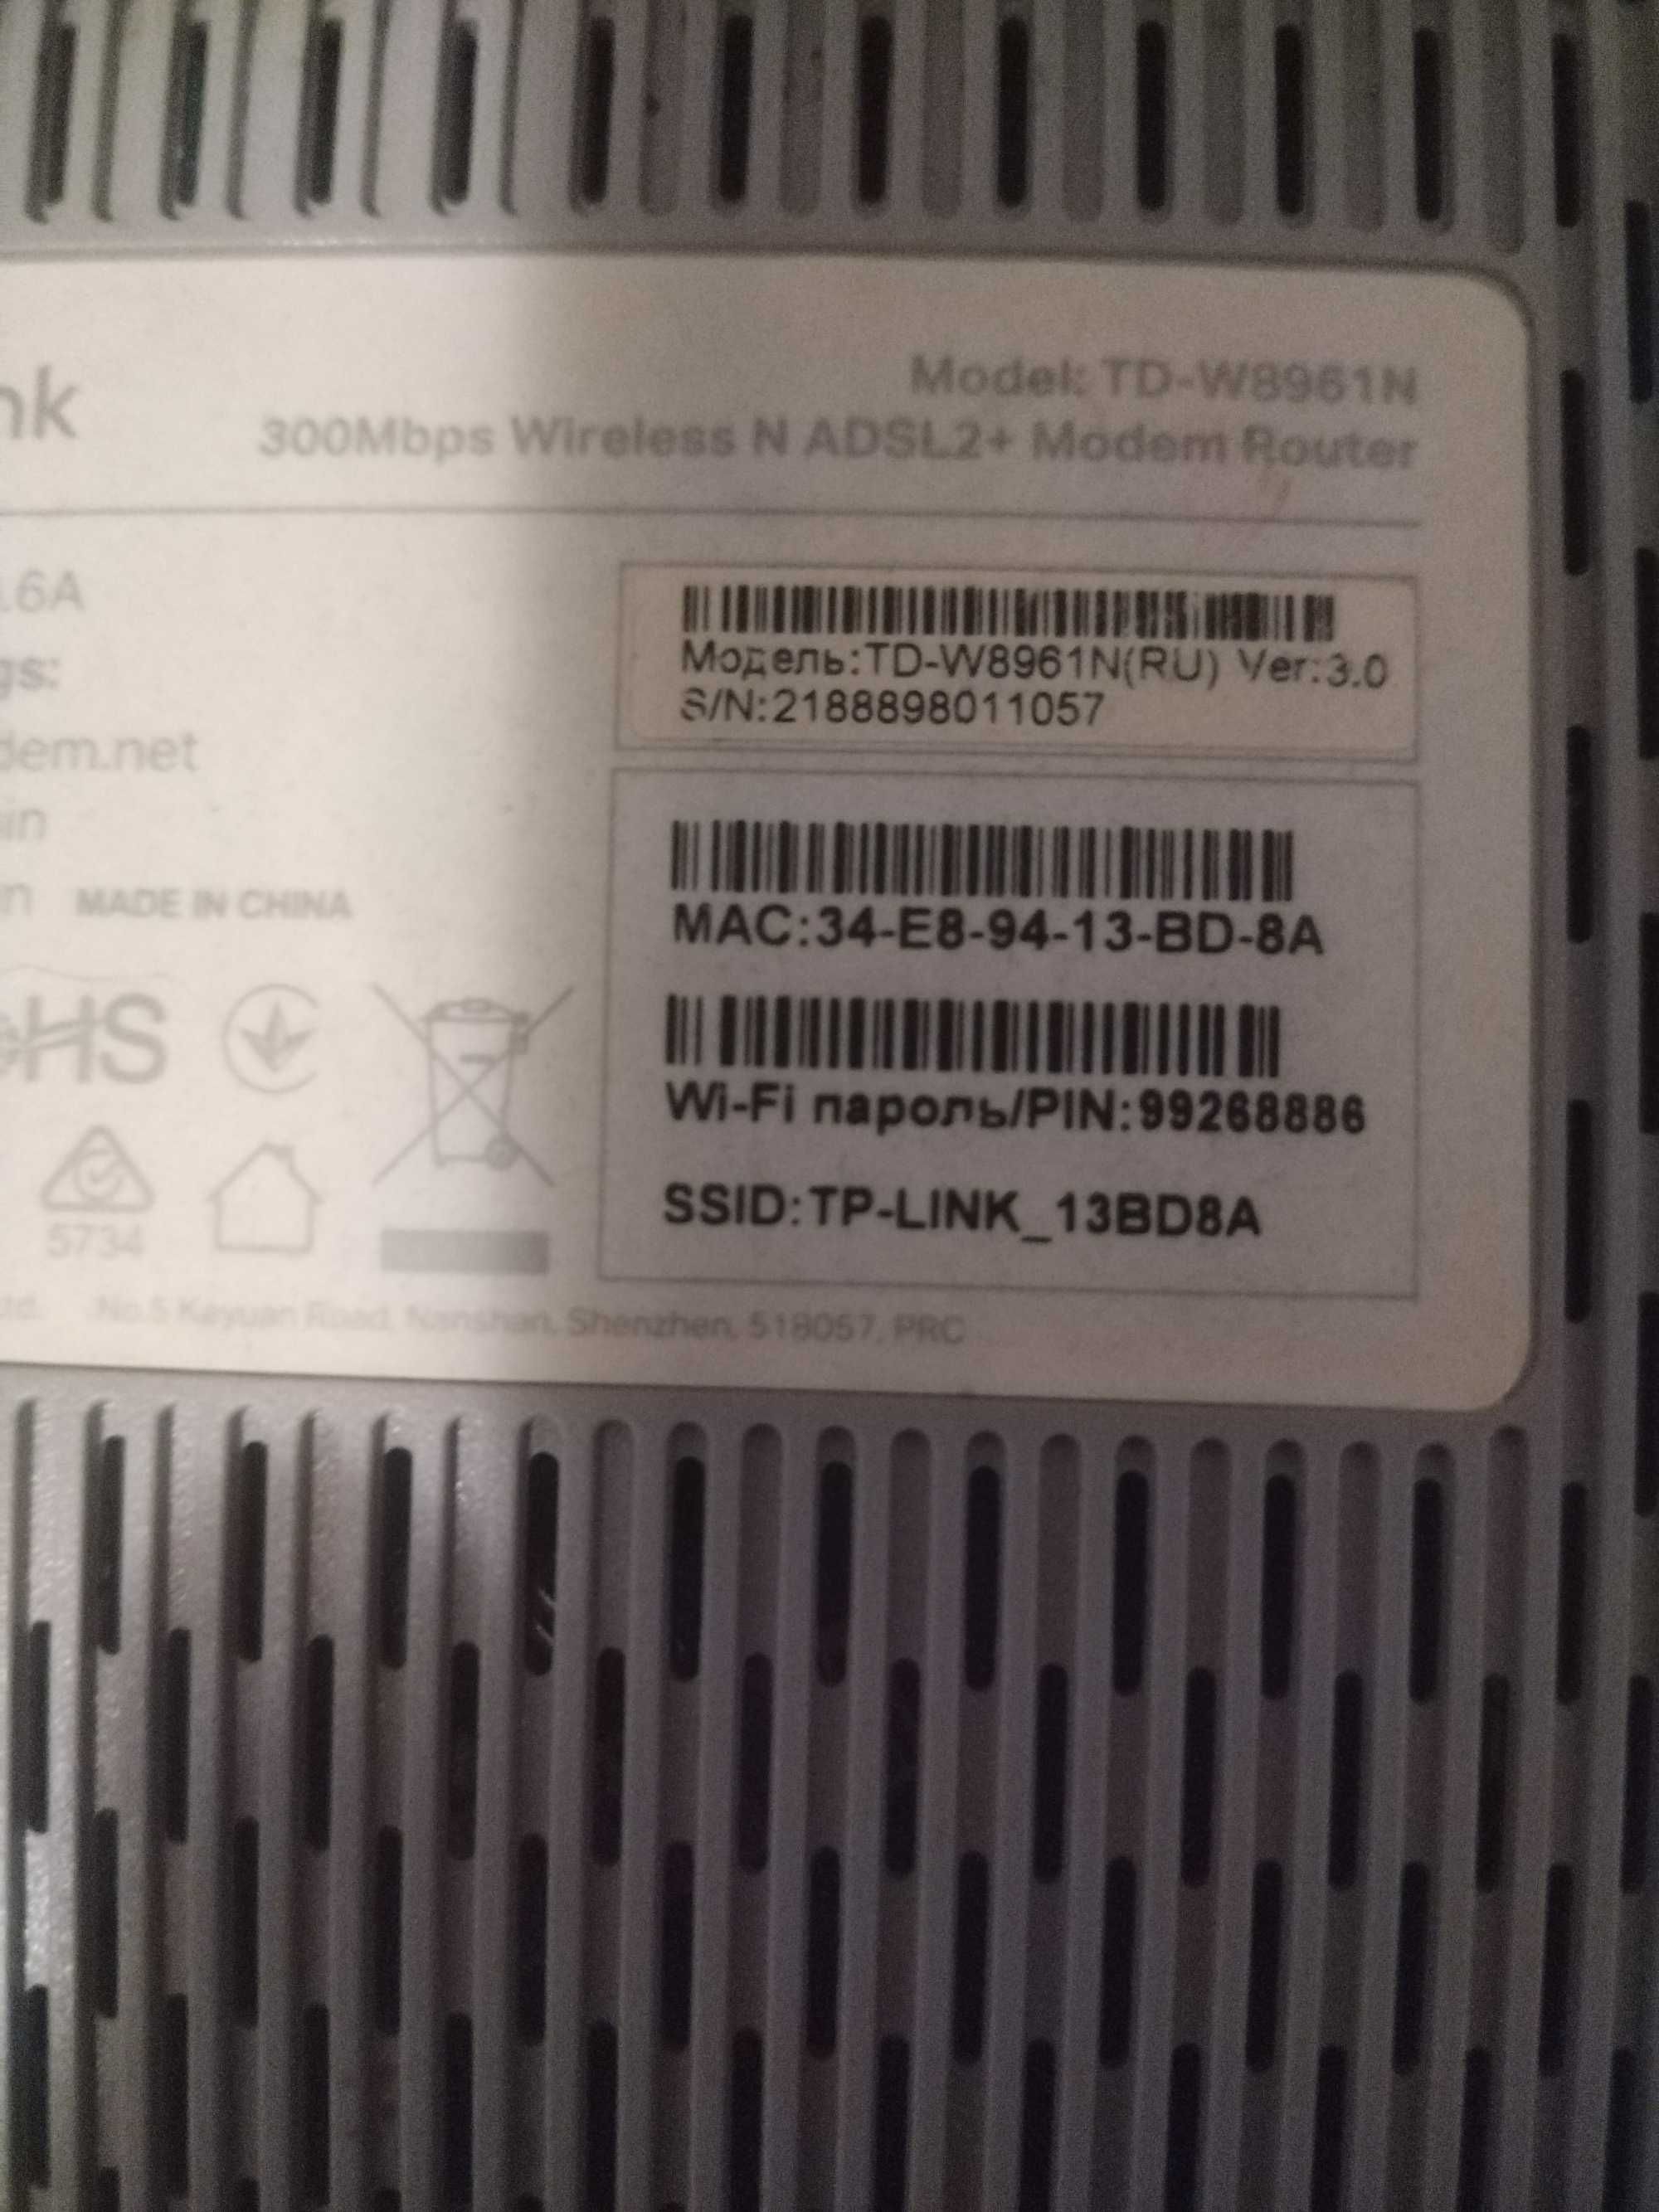 nk
Model: TD-W8961N
300Mbps Wireless N ADSL2+ Modem Router
.6A
gs:
dem.net
in
n MADE IN CHINA
Модель:TD-W8961N(RU) Ver:3.0
S/N:2188898011057
MAC:34-E8-94-13-BD-8A
HS
Wi-Fi пароль/PIN:99268886
5734
SSID:TP-LINK_13BD8A
td. No.5 Keyuan Road, Nanshan, Shenzhen, 518057, PRC